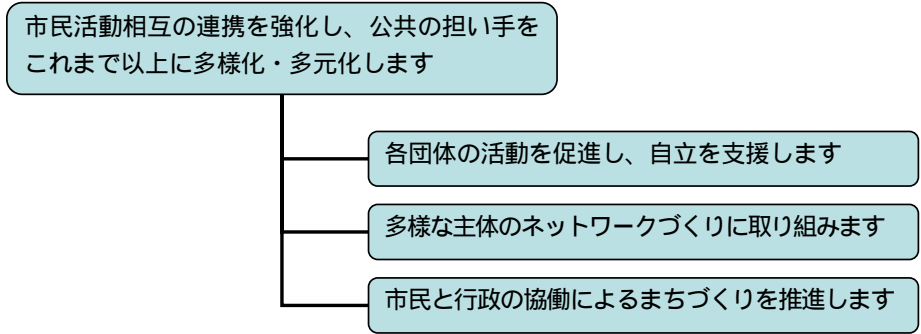 市民活動相互の連携を強化し、公共の担い手を
これまで以上に多様化・多元化します
各団体の活動を促進し、自立を支援します
多様な主体のネットワークづくりに取り組みます
市民と行政の協働によるまちづくりを推進します